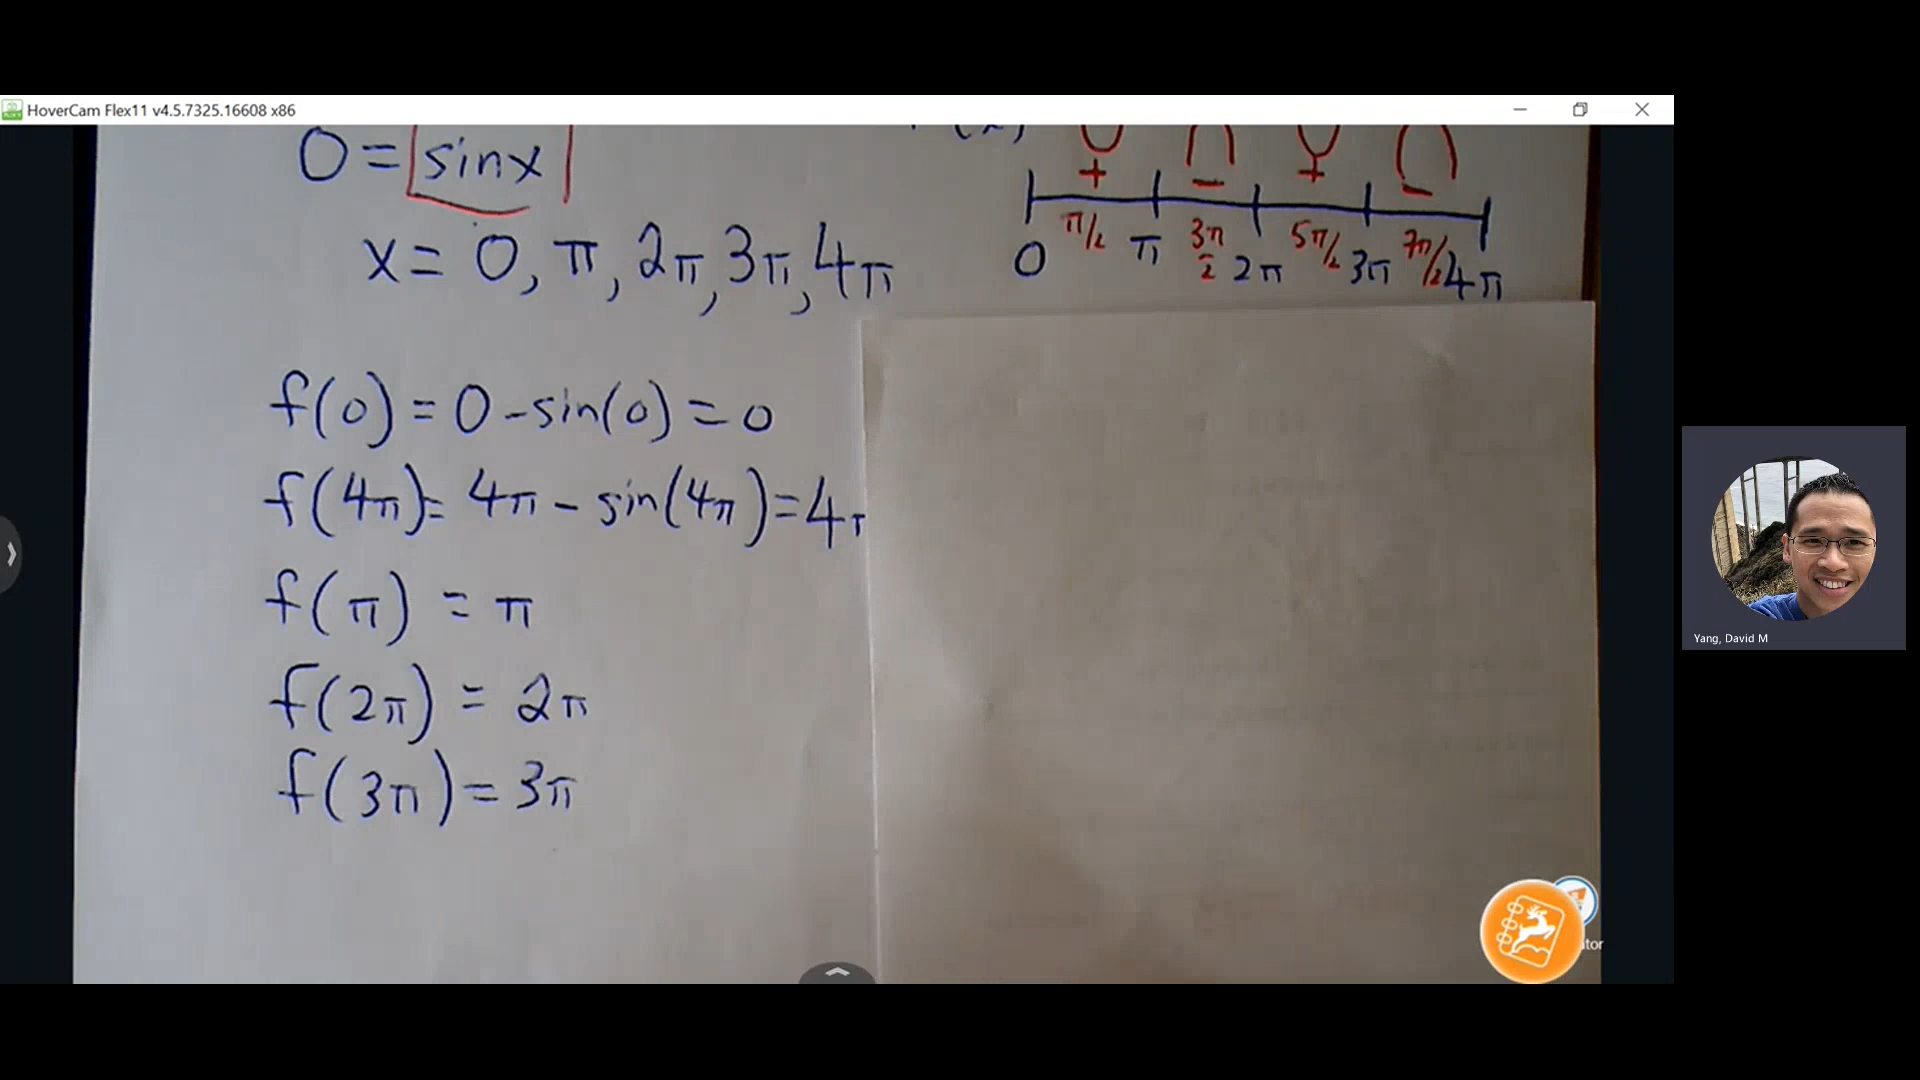 HoverCam Flex11 v4.5.7325.16608 x86
0 = sinx
x = 0, π, 2π, 3π, 4π
(x)
+ − + −
0 π/2 π 3π/2 2π 5π/2 3π 7π/2 4π
f(0) = 0 - sin(0) = 0
f(4π) = 4π - sin(4π) = 4π
f(π) = π
f(2π) = 2π
f(3π) = 3π
Yang, David M